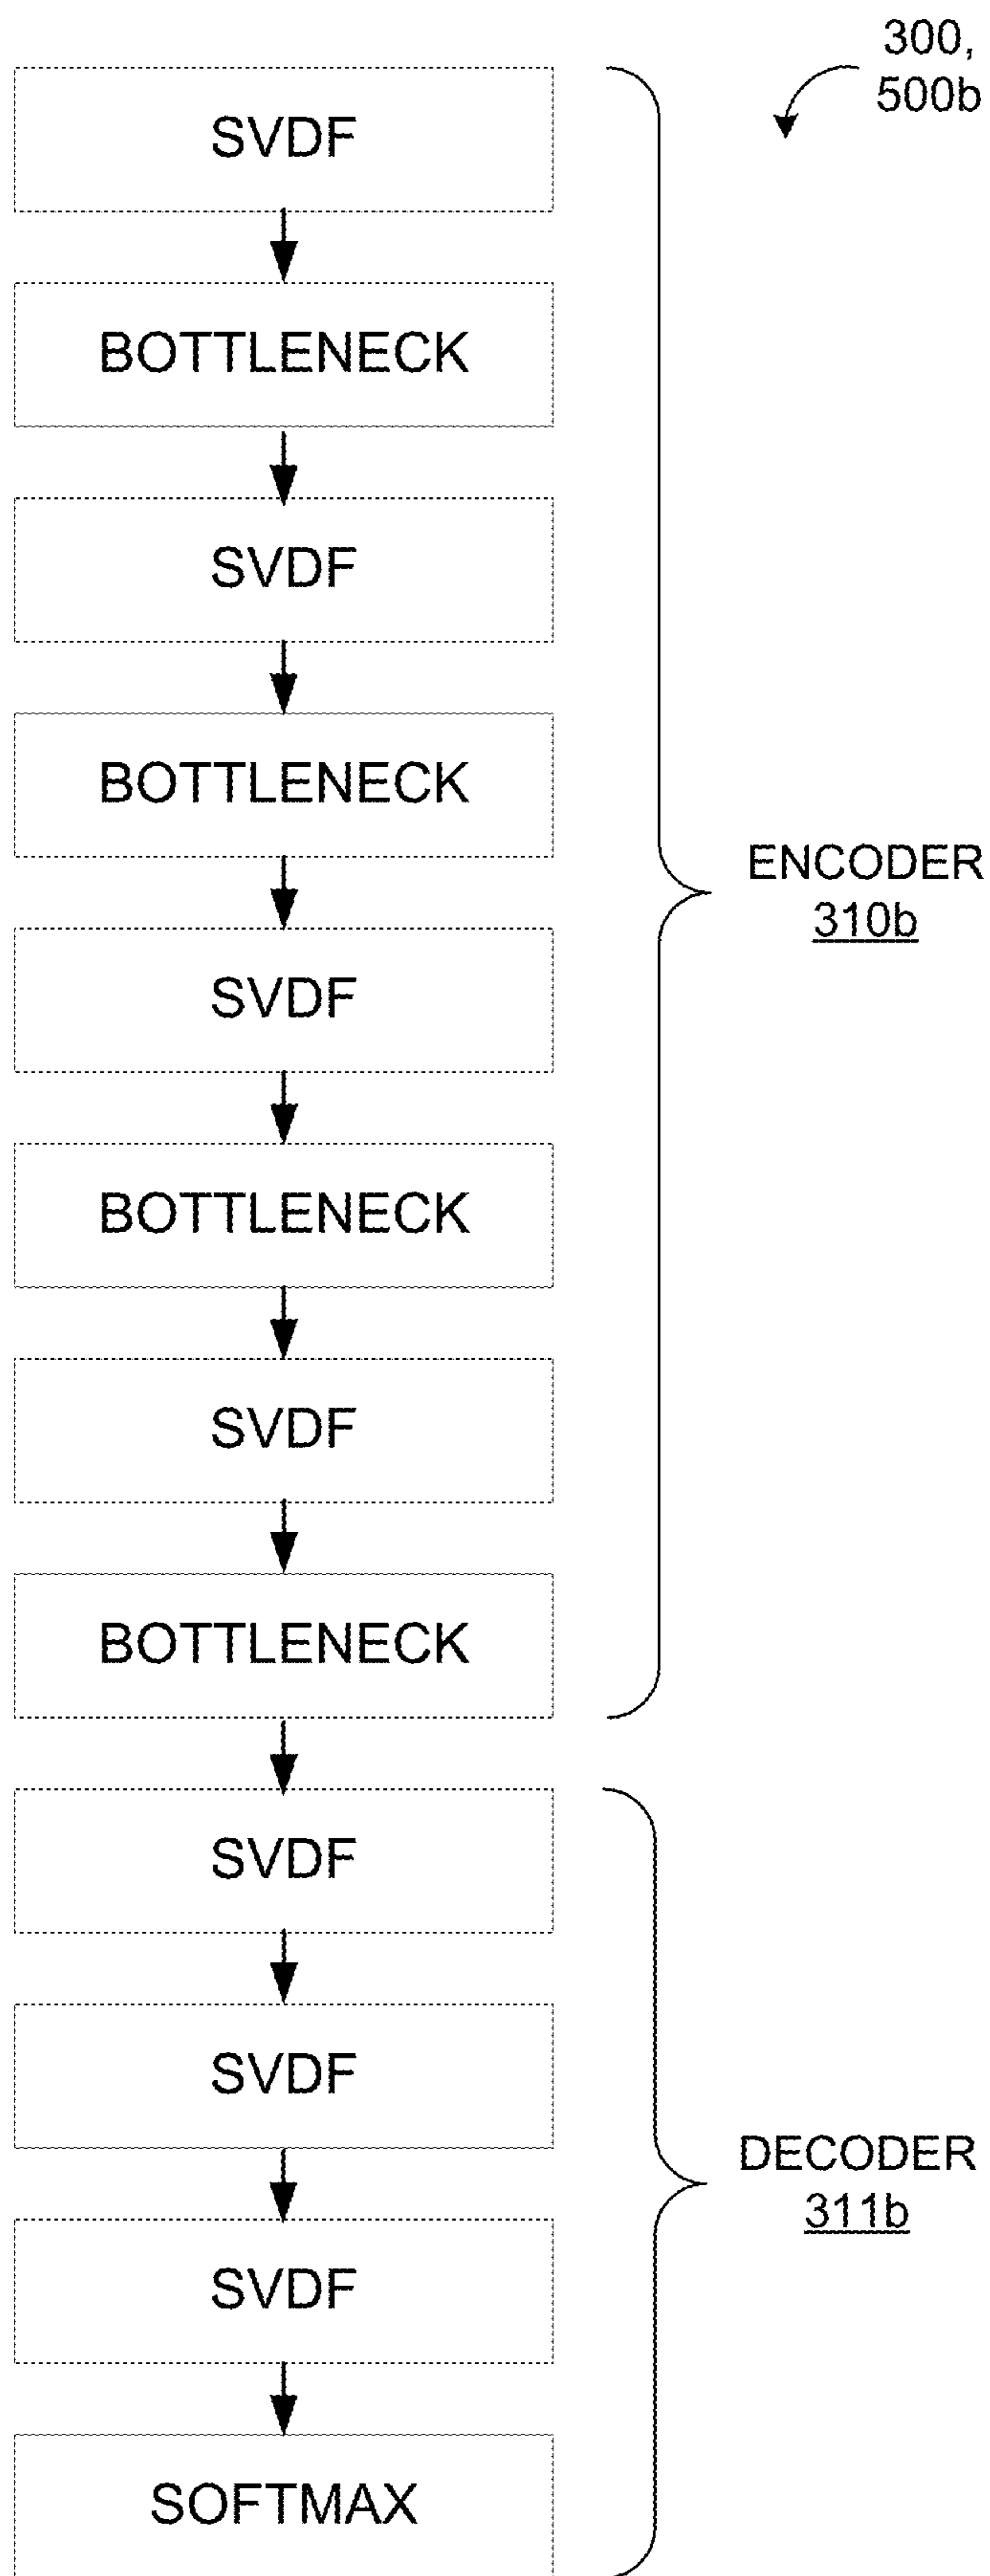 300,
500b
SVDF
BOTTLENECK
SVDF
BOTTLENECK
ENCODER
310b
SVDF
BOTTLENECK
SVDF
BOTTLENECK
SVDF
SVDF
DECODER
311b
SVDF
SOFTMAX